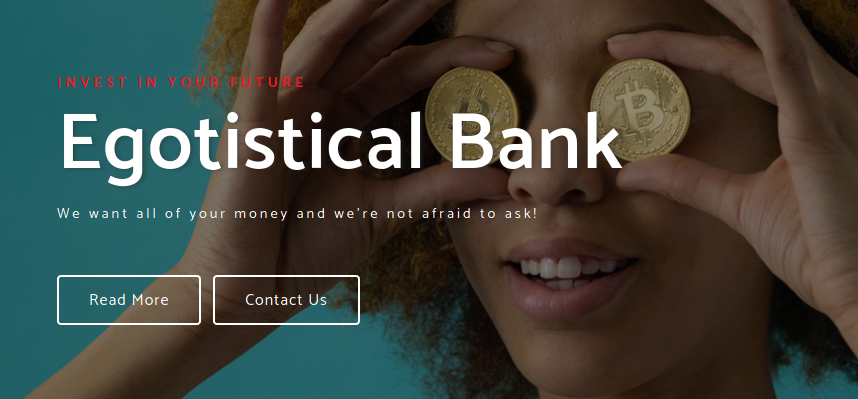 INVEST IN YOUR FUTURE
Egotistical Bank
We want all of your money and we're not afraid to ask!
Read More
Contact Us